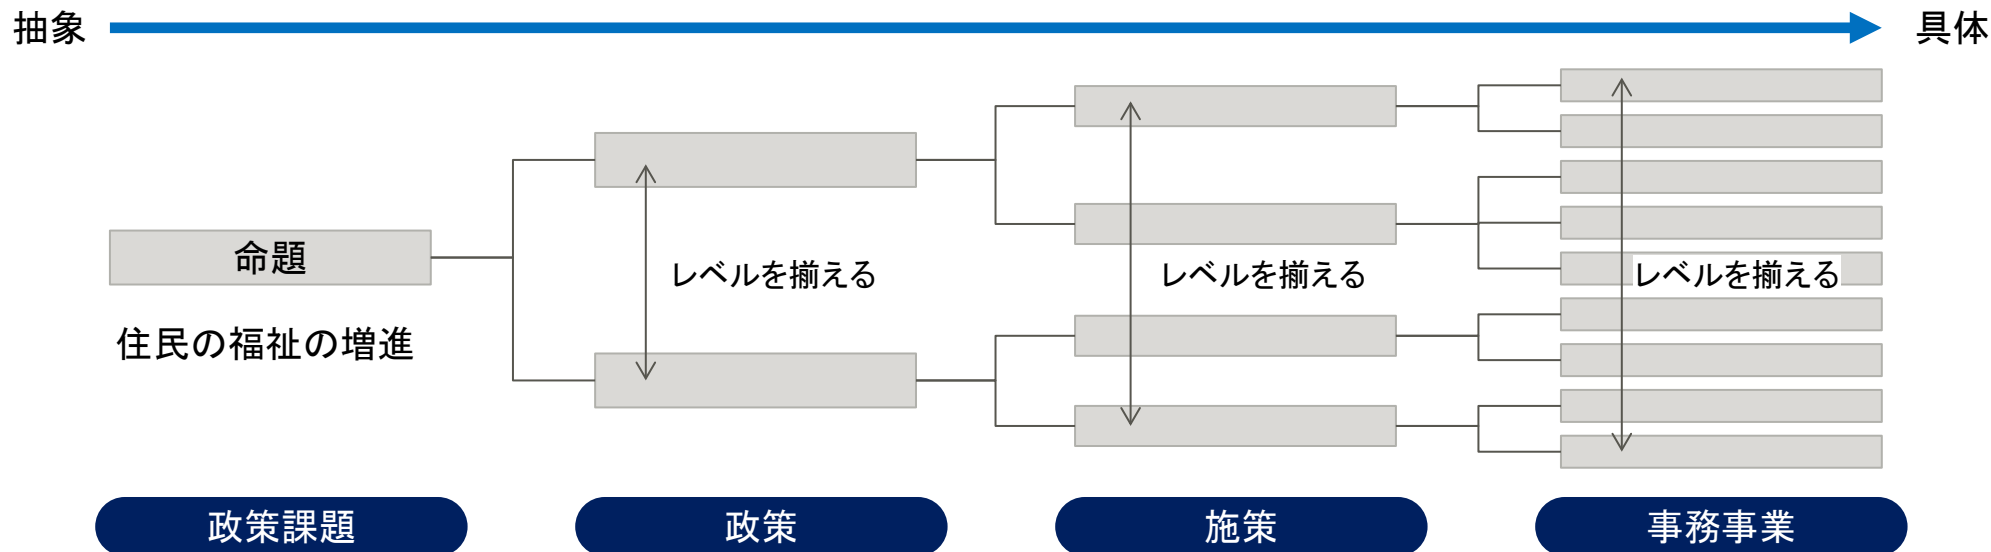 抽象
具体
命題
住民の福祉の増進
レベルを揃える
レベルを揃える
レベルを揃える
政策課題
政策
施策
事務事業